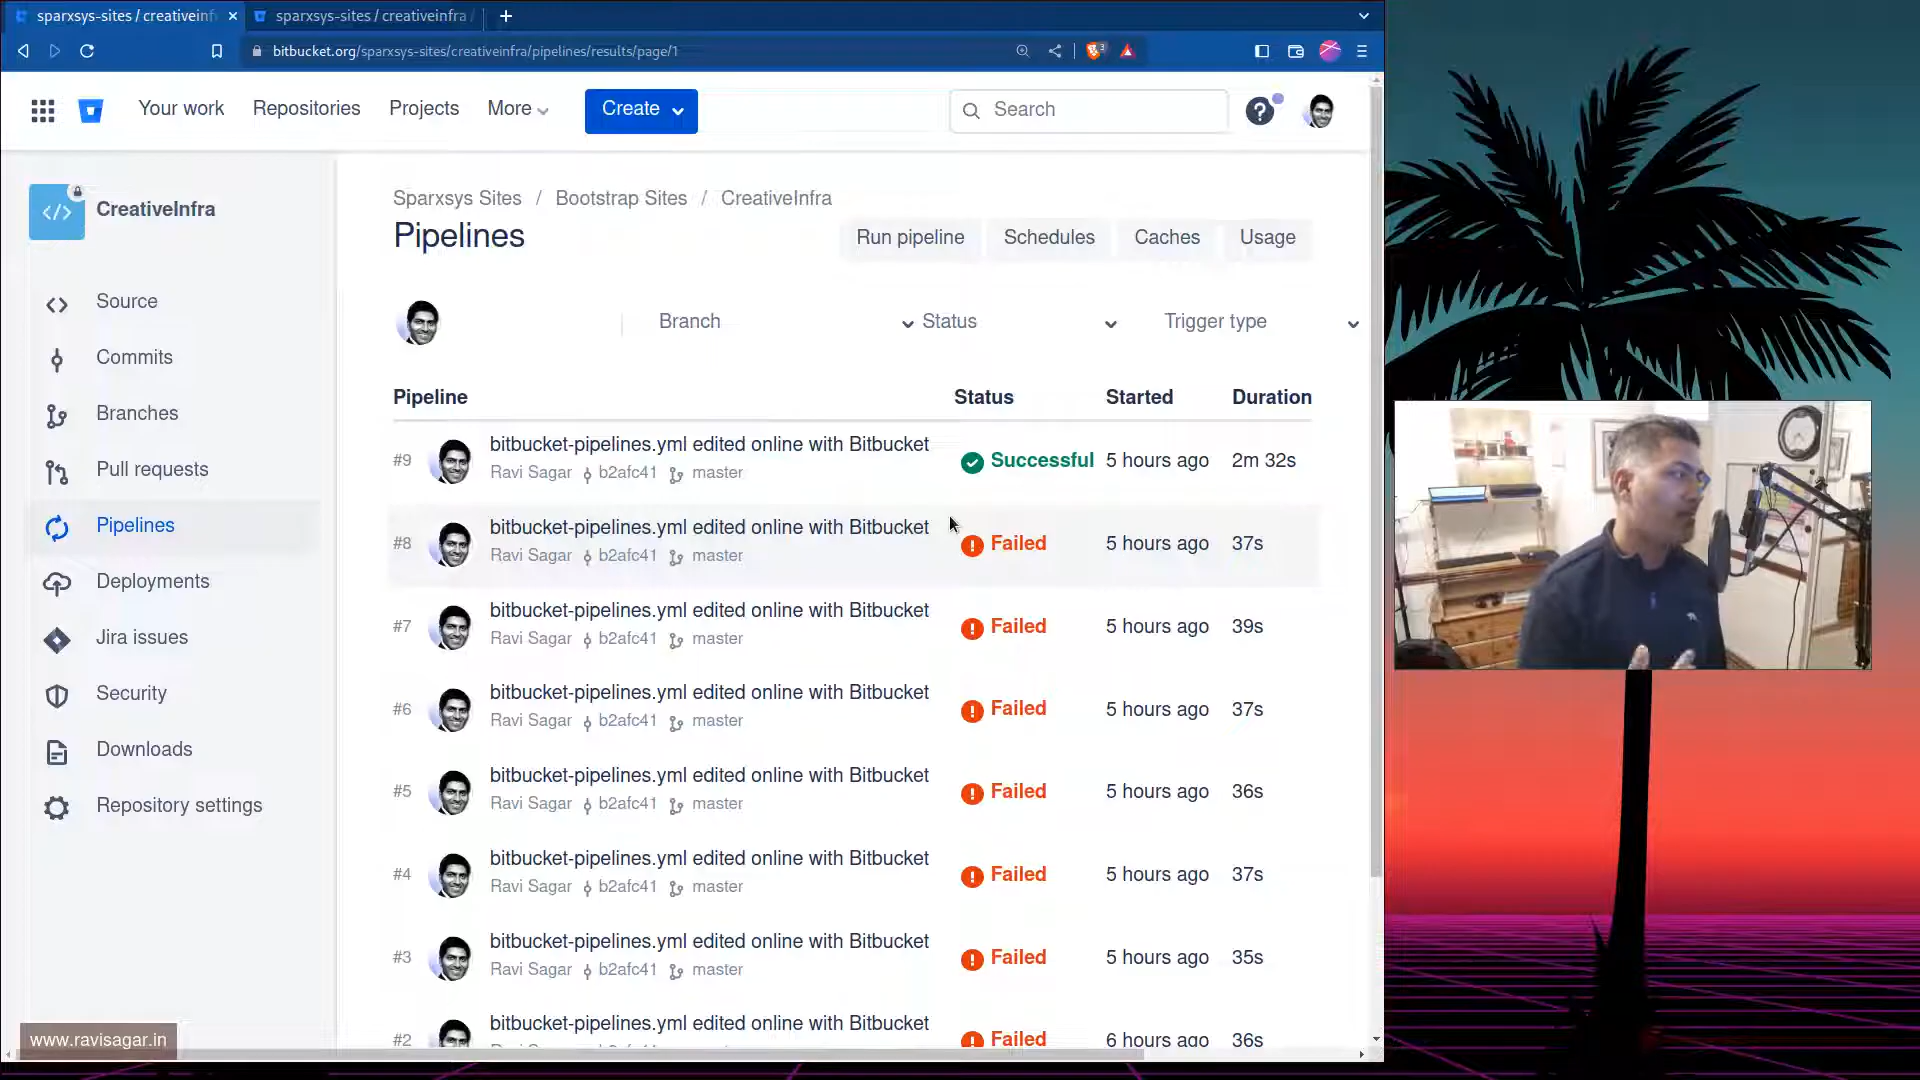 sparxsys-sites / creativeinf
sparxsys-sites / creativeinfra
bitbucket.org/sparxsys-sites/creativeinfra/pipelines/results/page/1
3
Your work
Repositories
Projects
More
Create
Search
CreativeInfra
Source
Commits
Branches
Pull requests
Pipelines
Deployments
Jira issues
Security
Downloads
Repository settings
Sparxsys Sites / Bootstrap Sites / CreativeInfra
Pipelines
Run pipeline
Schedules
Caches
Usage
Branch
Status
Trigger type
Pipeline Status Started Duration
#9 bitbucket-pipelines.yml edited online with Bitbucket Successful 5 hours ago 2m 32s
Ravi Sagar b2afc41 master
#8 bitbucket-pipelines.yml edited online with Bitbucket Failed 5 hours ago 37s
Ravi Sagar b2afc41 master
#7 bitbucket-pipelines.yml edited online with Bitbucket Failed 5 hours ago 39s
Ravi Sagar b2afc41 master
#6 bitbucket-pipelines.yml edited online with Bitbucket Failed 5 hours ago 37s
Ravi Sagar b2afc41 master
#5 bitbucket-pipelines.yml edited online with Bitbucket Failed 5 hours ago 36s
Ravi Sagar b2afc41 master
#4 bitbucket-pipelines.yml edited online with Bitbucket Failed 5 hours ago 37s
Ravi Sagar b2afc41 master
#3 bitbucket-pipelines.yml edited online with Bitbucket Failed 5 hours ago 35s
Ravi Sagar b2afc41 master
#2 bitbucket-pipelines.yml edited online with Bitbucket Failed 6 hours ago 36s
www.ravisagar.in